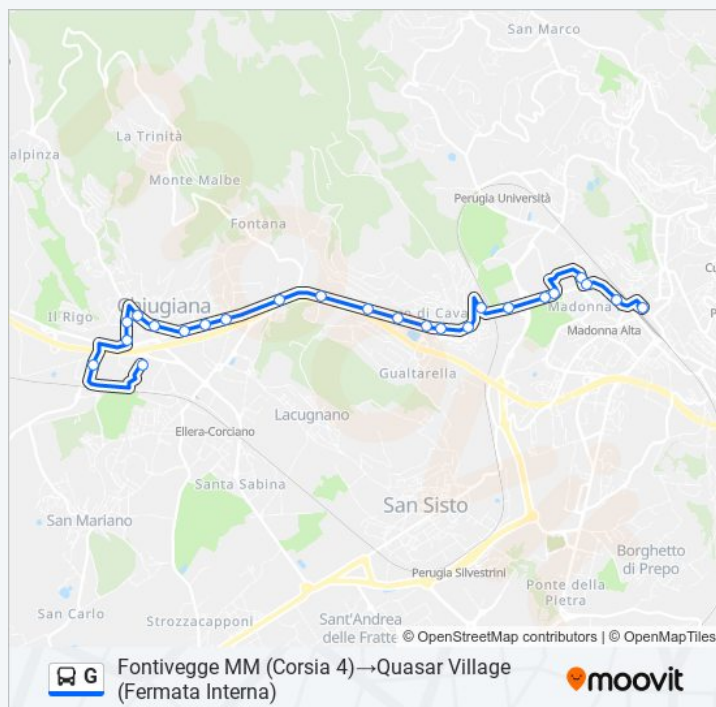 San Marco
La Trinità
alpinza
Monte Malbe
Perugia Università
Fontana
Cu
Chiugiana
Il Rigo
no di Cava
Madonna
P
Madonna Alta
Gualtarella
Lacugnano
Ellera-Corciano
Santa Sabina
San Sisto
San Mariano
Borghetto
di Prepo
Perugia Silvestrini
Ponte della
Pietra
San Carlo
Strozzacapponi
Sant'Andrea
delle Fratte
© OpenStreetMap contributors | © OpenMapTiles
G
Fontivegge MM (Corsia 4)→Quasar Village
(Fermata Interna)
moovit